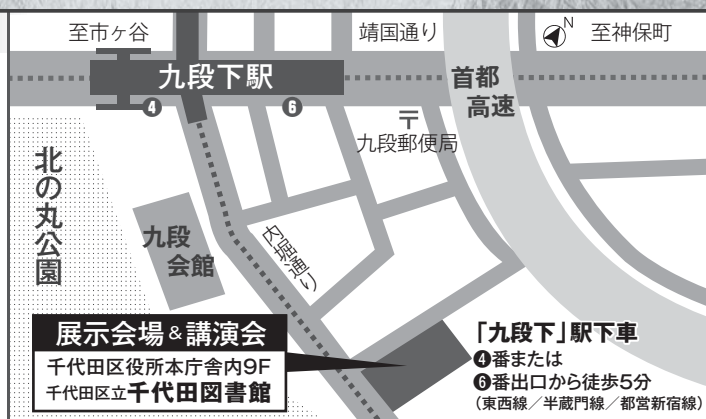 至市ヶ谷
靖国通り
N
至神保町
九段下駅
首都
高速
❹
❻
〒
九段郵便局
北の丸公園
九段
会館
内堀通り
展示会場&講演会
千代田区役所本庁舎内9F
千代田区立千代田図書館
「九段下」駅下車
❹番または
❻番出口から徒歩5分
(東西線/半蔵門線/都営新宿線)